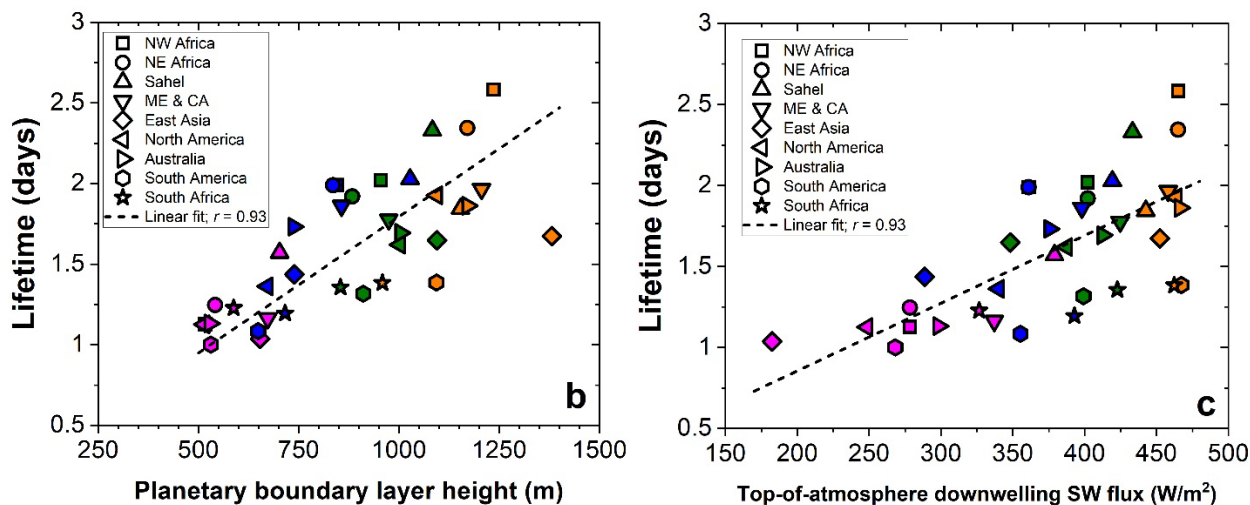 3
2.5
2
1.5
1
0.5
Lifetime (days)
NW Africa
NE Africa
Sahel
ME & CA
East Asia
North America
Australia
South America
South Africa
Linear fit; r = 0.93
b
250 500 750 1000 1250 1500
Planetary boundary layer height (m)
3
2.5
2
1.5
1
0.5
Lifetime (days)
NW Africa
NE Africa
Sahel
ME & CA
East Asia
North America
Australia
South America
South Africa
Linear fit; r = 0.93
c
150 200 250 300 350 400 450 500
Top-of-atmosphere downwelling SW flux (W/m²)